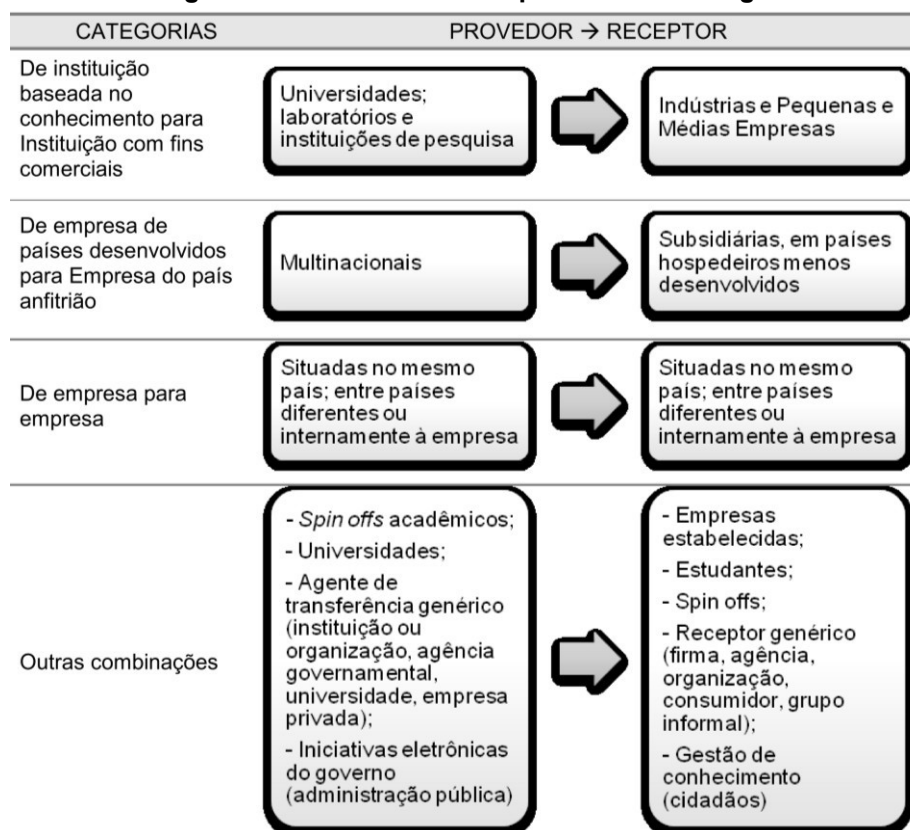 CATEGORIAS
PROVEDOR → RECEPTOR
De instituição
baseada no
conhecimento para
Instituição com fins
comerciais
Universidades;
laboratórios e
instituições de pesquisa
Indústrias e Pequenas e
Médias Empresas
De empresa de
países desenvolvidos
para Empresa do país
anfitrião
Multinacionais
Subsidiárias, em países
hospedeiros menos
desenvolvidos
De empresa para
empresa
Situadas no mesmo
país; entre países
diferentes ou
internamente à empresa
Situadas no mesmo
país; entre países
diferentes ou
internamente à empresa
Outras combinações
- Spin offs acadêmicos;
- Universidades;
- Agente de
transferência genérico
(instituição ou
organização, agência
governamental,
universidade, empresa
privada);
- Iniciativas eletrônicas
do governo
(administração pública)
- Empresas
estabelecidas;
- Estudantes;
- Spin offs;
- Receptor genérico
(firma, agência,
organização,
consumidor, grupo
informal);
- Gestão de
conhecimento
(cidadãos)